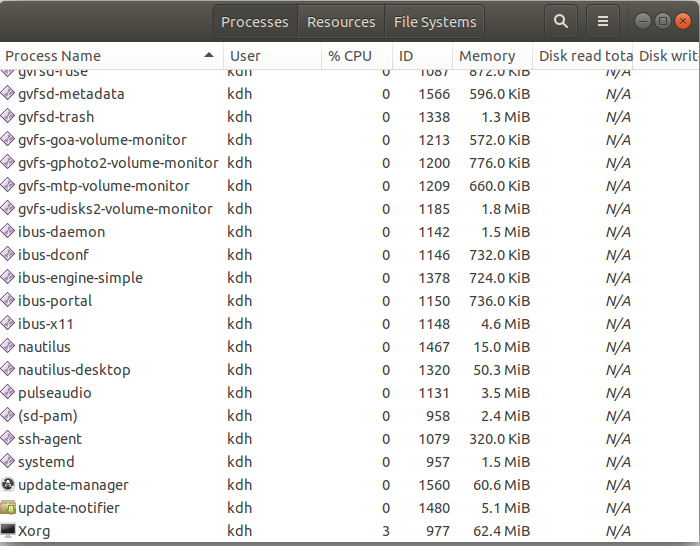 Processes Resources File Systems
Process Name User % CPU ID Memory Disk read tota Disk writ
gvfsd-fuse kdh 0 1087 872.0 KiB N/A
gvfsd-metadata kdh 0 1566 596.0 KiB N/A
gvfsd-trash kdh 0 1338 1.3 MiB N/A
gvfs-goa-volume-monitor kdh 0 1213 572.0 KiB N/A
gvfs-gphoto2-volume-monitor kdh 0 1200 776.0 KiB N/A
gvfs-mtp-volume-monitor kdh 0 1209 660.0 KiB N/A
gvfs-udisks2-volume-monitor kdh 0 1185 1.8 MiB N/A
ibus-daemon kdh 0 1142 1.5 MiB N/A
ibus-dconf kdh 0 1146 732.0 KiB N/A
ibus-engine-simple kdh 0 1378 724.0 KiB N/A
ibus-portal kdh 0 1150 736.0 KiB N/A
ibus-x11 kdh 0 1148 4.6 MiB N/A
nautilus kdh 0 1467 15.0 MiB N/A
nautilus-desktop kdh 0 1320 50.3 MiB N/A
pulseaudio kdh 0 1131 3.5 MiB N/A
(sd-pam) kdh 0 958 2.4 MiB N/A
ssh-agent kdh 0 1079 320.0 KiB N/A
systemd kdh 0 957 1.5 MiB N/A
update-manager kdh 0 1560 60.6 MiB N/A
update-notifier kdh 0 1480 5.1 MiB N/A
Xorg kdh 3 977 62.4 MiB N/A